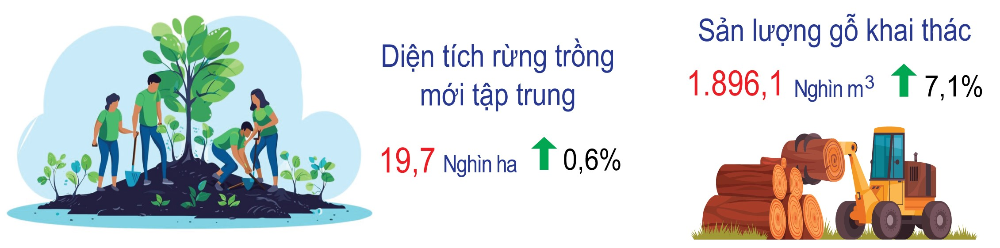 Diện tích rừng trồng
mới tập trung
19,7 Nghìn ha 0,6%
Sản lượng gỗ khai thác
1.896,1 Nghìn m³ 7,1%